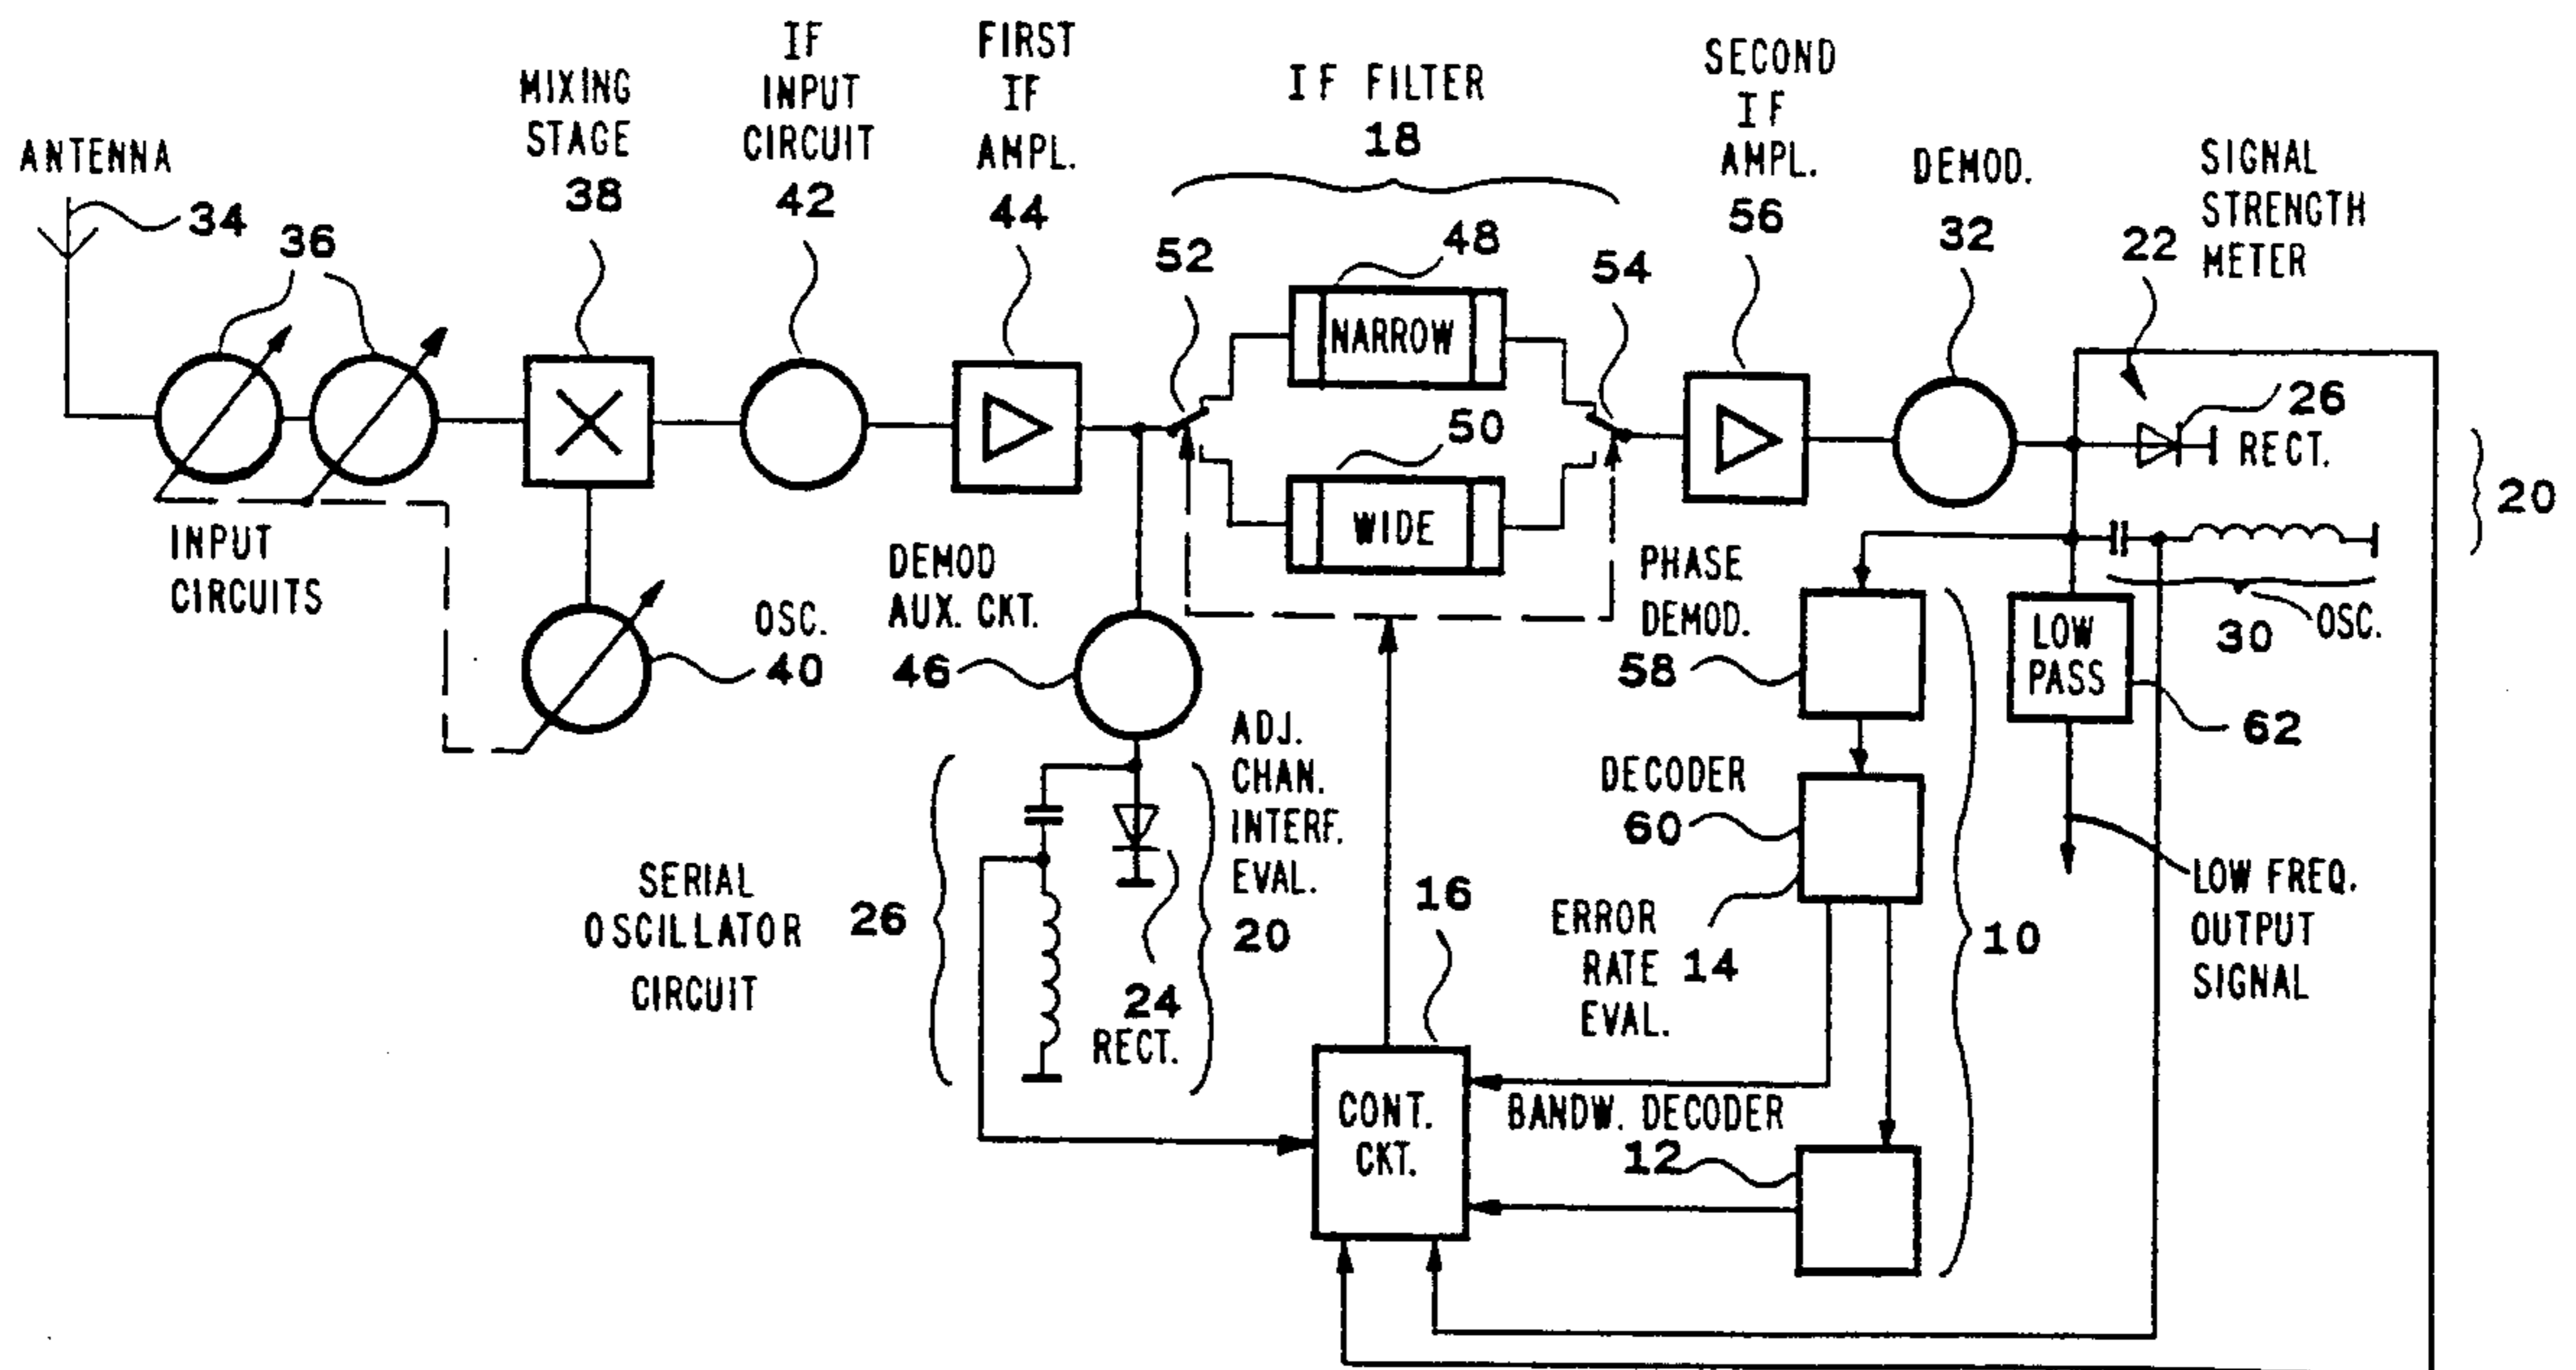 ANTENNA
34
36
INPUT
CIRCUITS
MIXING
STAGE
38
OSC.
40
IF
INPUT
CIRCUIT
42
FIRST
IF
AMPL.
44
IF FILTER
18
52
48
NARROW
50
WIDE
54
SECOND
IF
AMPL.
56
DEMOD.
32
SIGNAL
STRENGTH
METER
22
26
RECT.
20
30
OSC.
LOW
PASS
62
LOW FREQ.
OUTPUT
SIGNAL
PHASE
DEMOD.
58
DECODER
60
ERROR
RATE 14
EVAL.
10
BANDW. DECODER
12
16
CONT.
CKT.
DEMOD
AUX. CKT.
46
ADJ.
CHAN.
INTERF.
EVAL.
20
24
RECT.
SERIAL
OSCILLATOR
CIRCUIT
26